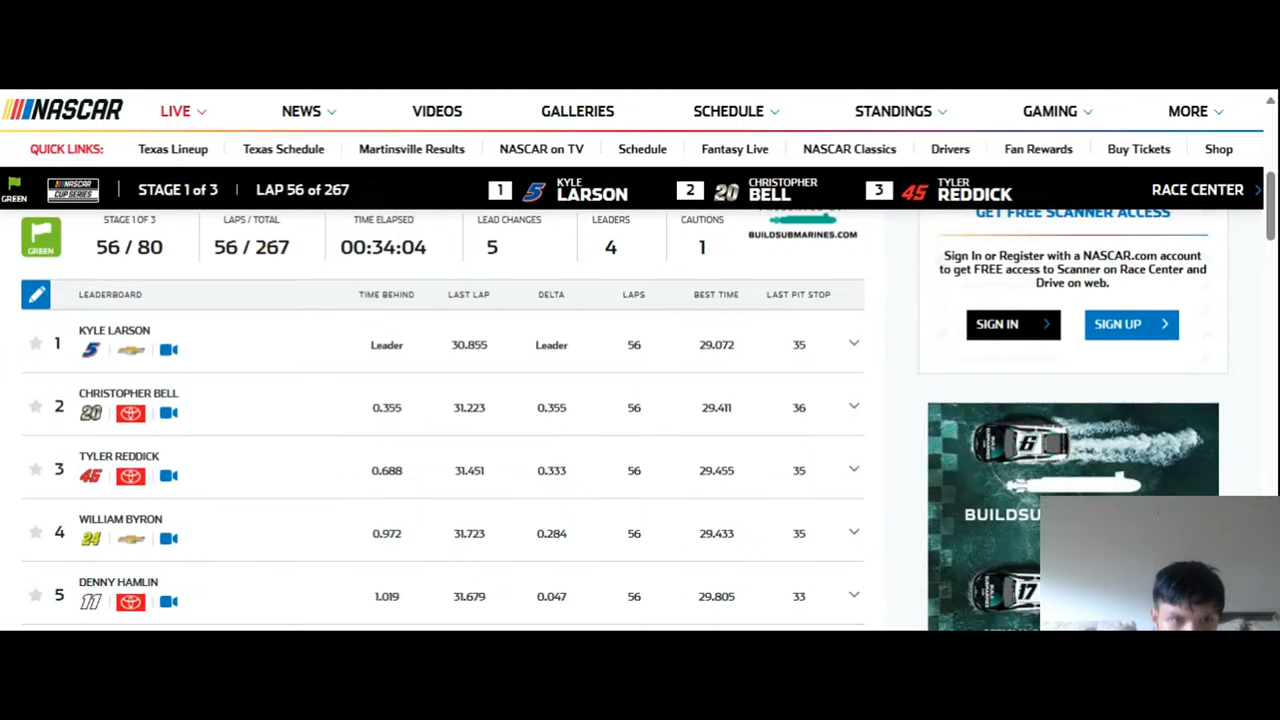 NASCAR LIVE NEWS VIDEOS GALLERIES SCHEDULE STANDINGS GAMING MORE
QUICK LINKS: Texas Lineup Texas Schedule Martinsville Results NASCAR on TV Schedule Fantasy Live NASCAR Classics Drivers Fan Rewards Buy Tickets Shop
GREEN NASCAR CUP SERIES STAGE 1 OF 3 LAP 56 OF 267 1 5 KYLE LARSON 2 20 CHRISTOPHER BELL 3 45 TYLER REDDICK RACE CENTER
GREEN
STAGE 1 OF 3 LAPS / TOTAL TIME ELAPSED LEAD CHANGES LEADERS CAUTIONS
56 / 80 56 / 267 00:34:04 5 4 1
BUILDSUBMARINES.COM
LEADERBOARD TIME BEHIND LAST LAP DELTA LAPS BEST TIME LAST PIT STOP
1 KYLE LARSON 5 Leader 30.855 Leader 56 29.072 35
2 CHRISTOPHER BELL 20 0.355 31.223 0.355 56 29.411 36
3 TYLER REDDICK 45 0.688 31.451 0.333 56 29.455 35
4 WILLIAM BYRON 24 0.972 31.723 0.284 56 29.433 35
5 DENNY HAMLIN 11 1.019 31.679 0.047 56 29.805 33
GET FREE SCANNER ACCESS
Sign In or Register with a NASCAR.com account
to get FREE access to Scanner on Race Center and
Drive on web.
SIGN IN SIGN UP
6
BUILDSU
17